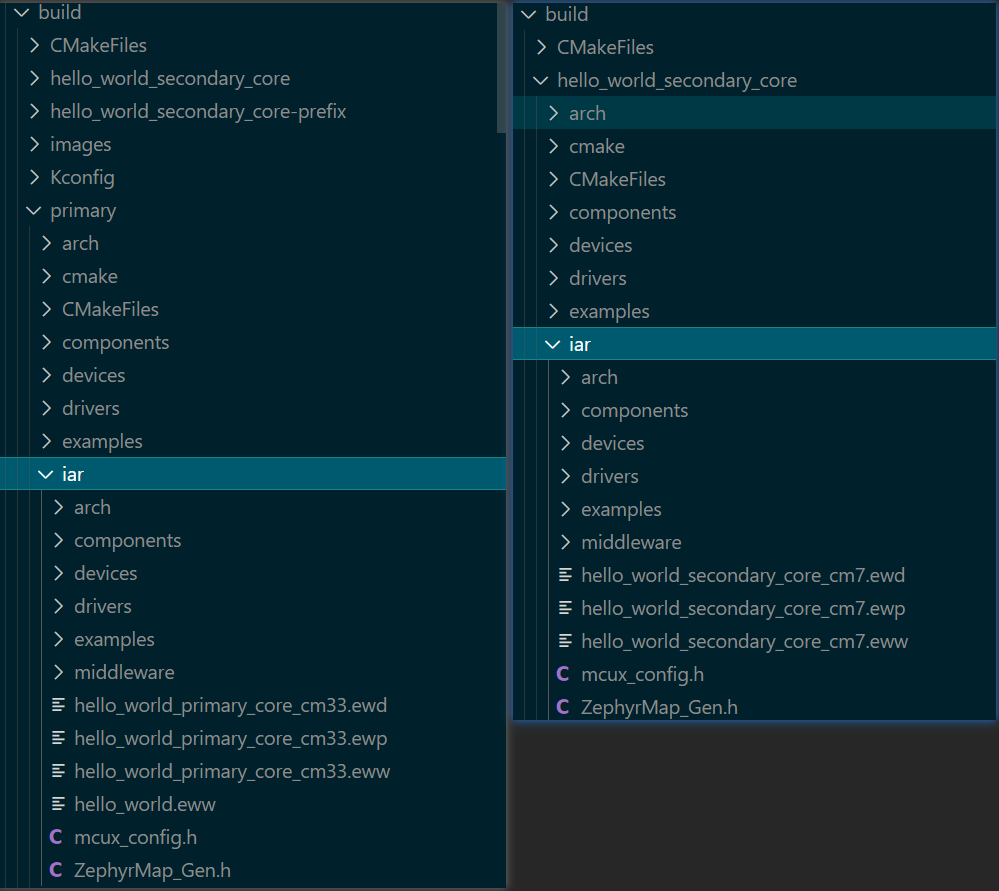 build
CMakeFiles
hello_world_secondary_core
hello_world_secondary_core-prefix
images
Kconfig
primary
arch
cmake
CMakeFiles
components
devices
drivers
examples
iar
arch
components
devices
drivers
examples
middleware
hello_world_primary_core_cm33.ewd
hello_world_primary_core_cm33.ewp
hello_world_primary_core_cm33.eww
hello_world.eww
C mcux_config.h
C ZephyrMap_Gen.h
build
CMakeFiles
hello_world_secondary_core
arch
cmake
CMakeFiles
components
devices
drivers
examples
iar
arch
components
devices
drivers
examples
middleware
hello_world_secondary_core_cm7.ewd
hello_world_secondary_core_cm7.ewp
hello_world_secondary_core_cm7.eww
C mcux_config.h
C ZephyrMap_Gen.h